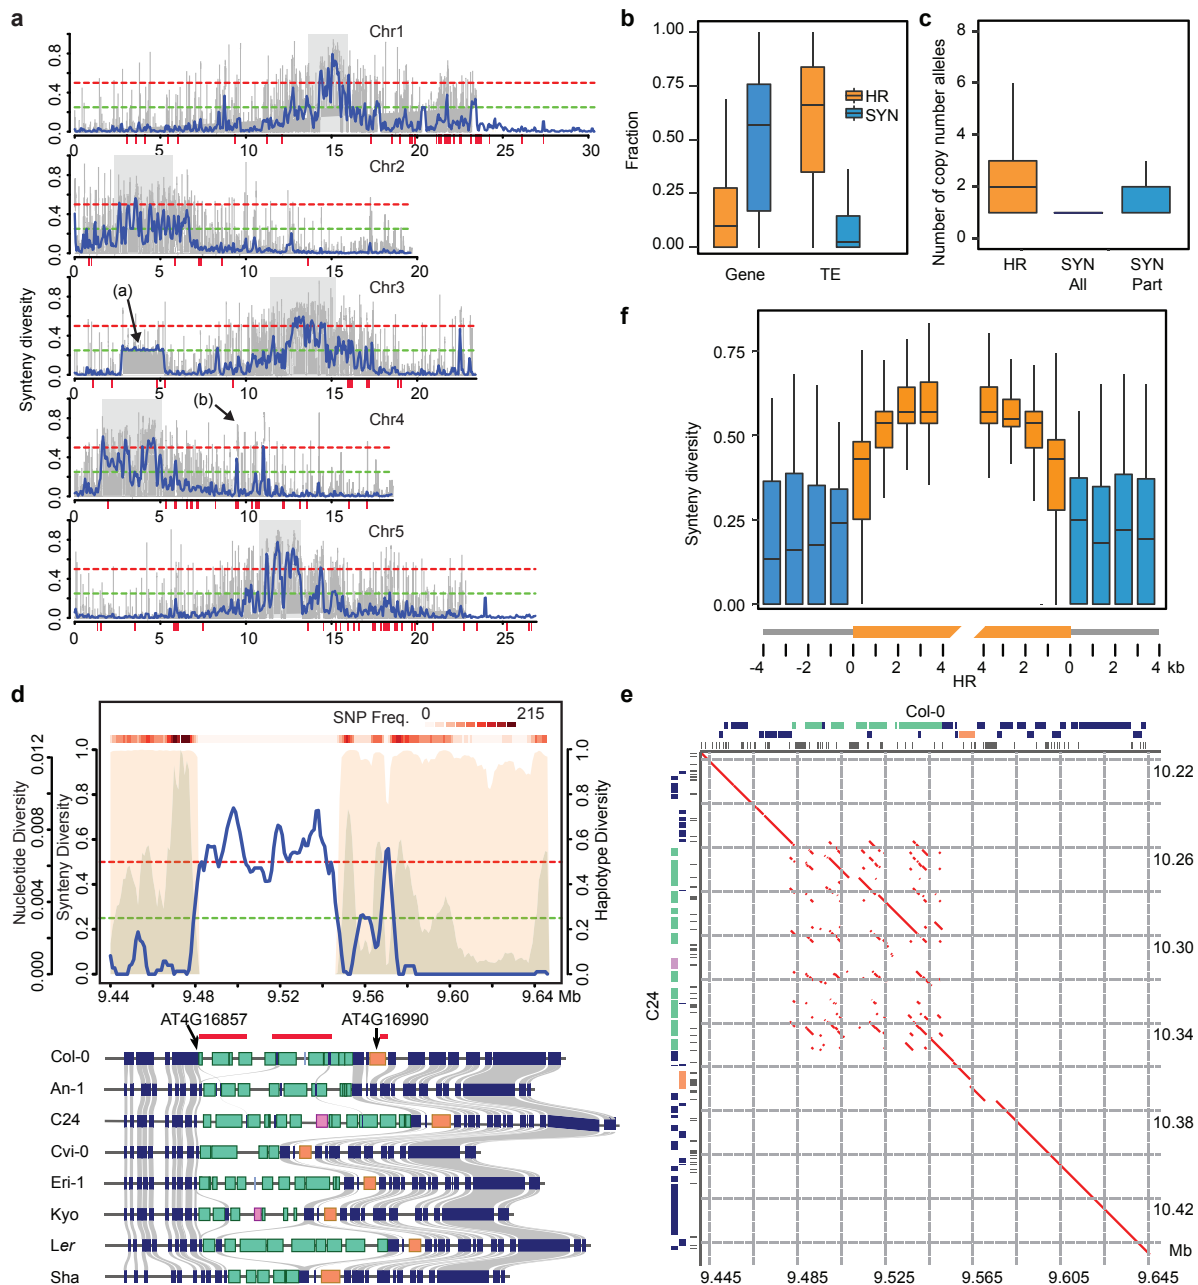 a
Chr1
0.0 0.4 0.8
0 5 10 15 20 25 30
Chr2
0.0 0.4 0.8
0 5 10 15 20
Chr3
(a)
0.0 0.4 0.8
0 5 10 15 20
Chr4
(b)
0.0 0.4 0.8
0 5 10 15
Chr5
0.0 0.4 0.8
0 5 10 15 20 25
Synteny diversity
b
Fraction
1.00
0.75
0.50
0.25
0.00
HR
SYN
Gene TE
c
Number of copy number alleles
8
6
4
2
0
HR SYN All SYN Part
f
Synteny diversity
0.75
0.50
0.25
0.00
-4 -2 0 2 4 4 2 0 2 4 kb
HR
d
SNP Freq. 0 215
Nucleotide Diversity
0.000 0.004 0.008 0.012
Synteny Diversity
0.0 0.2 0.4 0.6 0.8 1.0
Haplotype Diversity
0.0 0.2 0.4 0.6 0.8 1.0
9.44 9.48 9.52 9.56 9.60 9.64 Mb
AT4G16857 AT4G16990
Col-0
An-1
C24
Cvi-0
Eri-1
Kyo
Ler
Sha
e
Col-0
C24
10.22
10.26
10.30
10.34
10.38
10.42
Mb
9.445 9.485 9.525 9.565 9.605 9.645